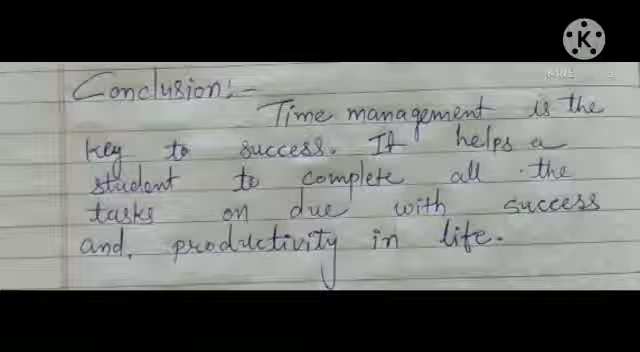 Conclusion:-
Time management is the
key to success. It helps a
student to complete all the
tasks on due with success
and, productivity in life.
K